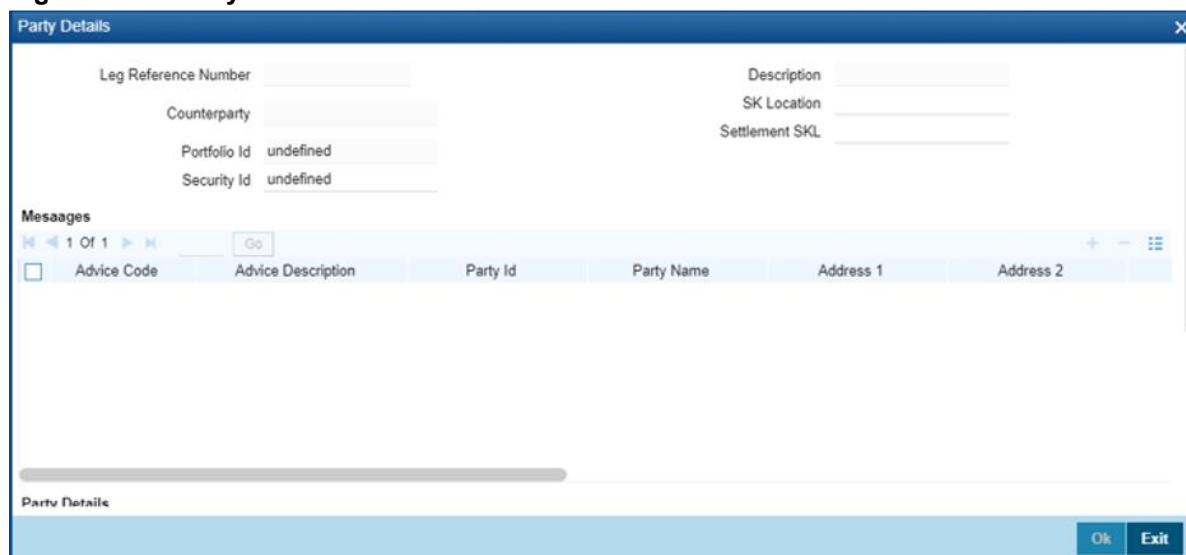 Party Details
Leg Reference Number
Description
Counterparty
SK Location
Settlement SKL
Portfolio Id undefined
Security Id undefined
Mesaages
1 Of 1 Go
Advice Code Advice Description Party Id Party Name Address 1 Address 2
Party Details
Ok Exit